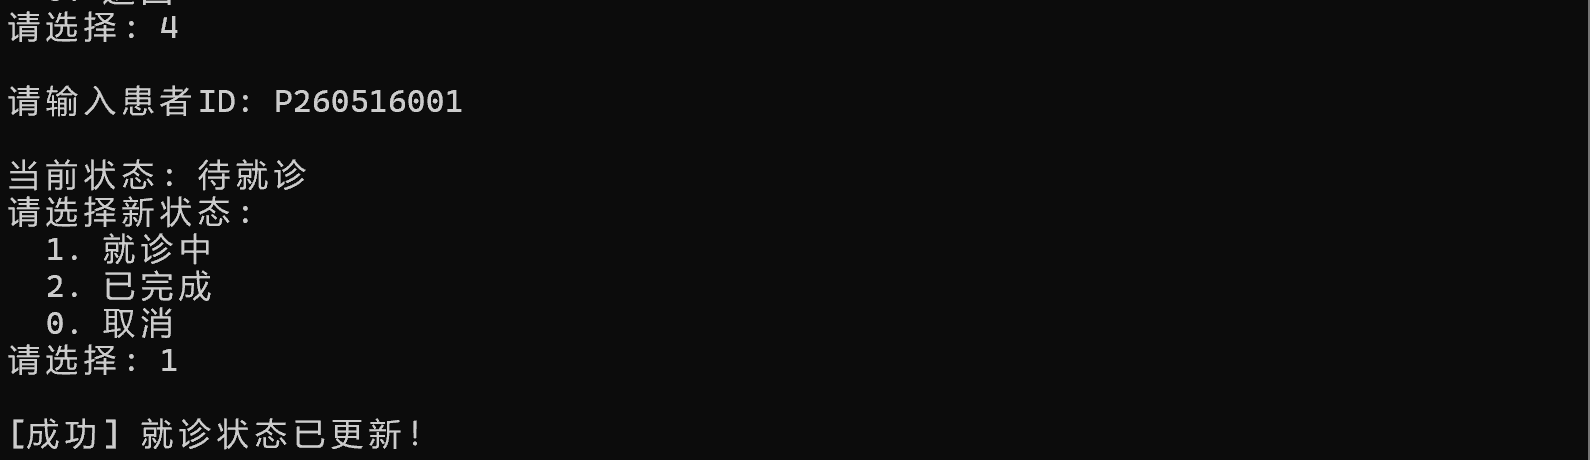 请选择: 4
请输入患者ID: P260516001
当前状态: 待就诊
请选择新状态:
1. 就诊中
2. 已完成
0. 取消
请选择: 1
[成功] 就诊状态已更新!